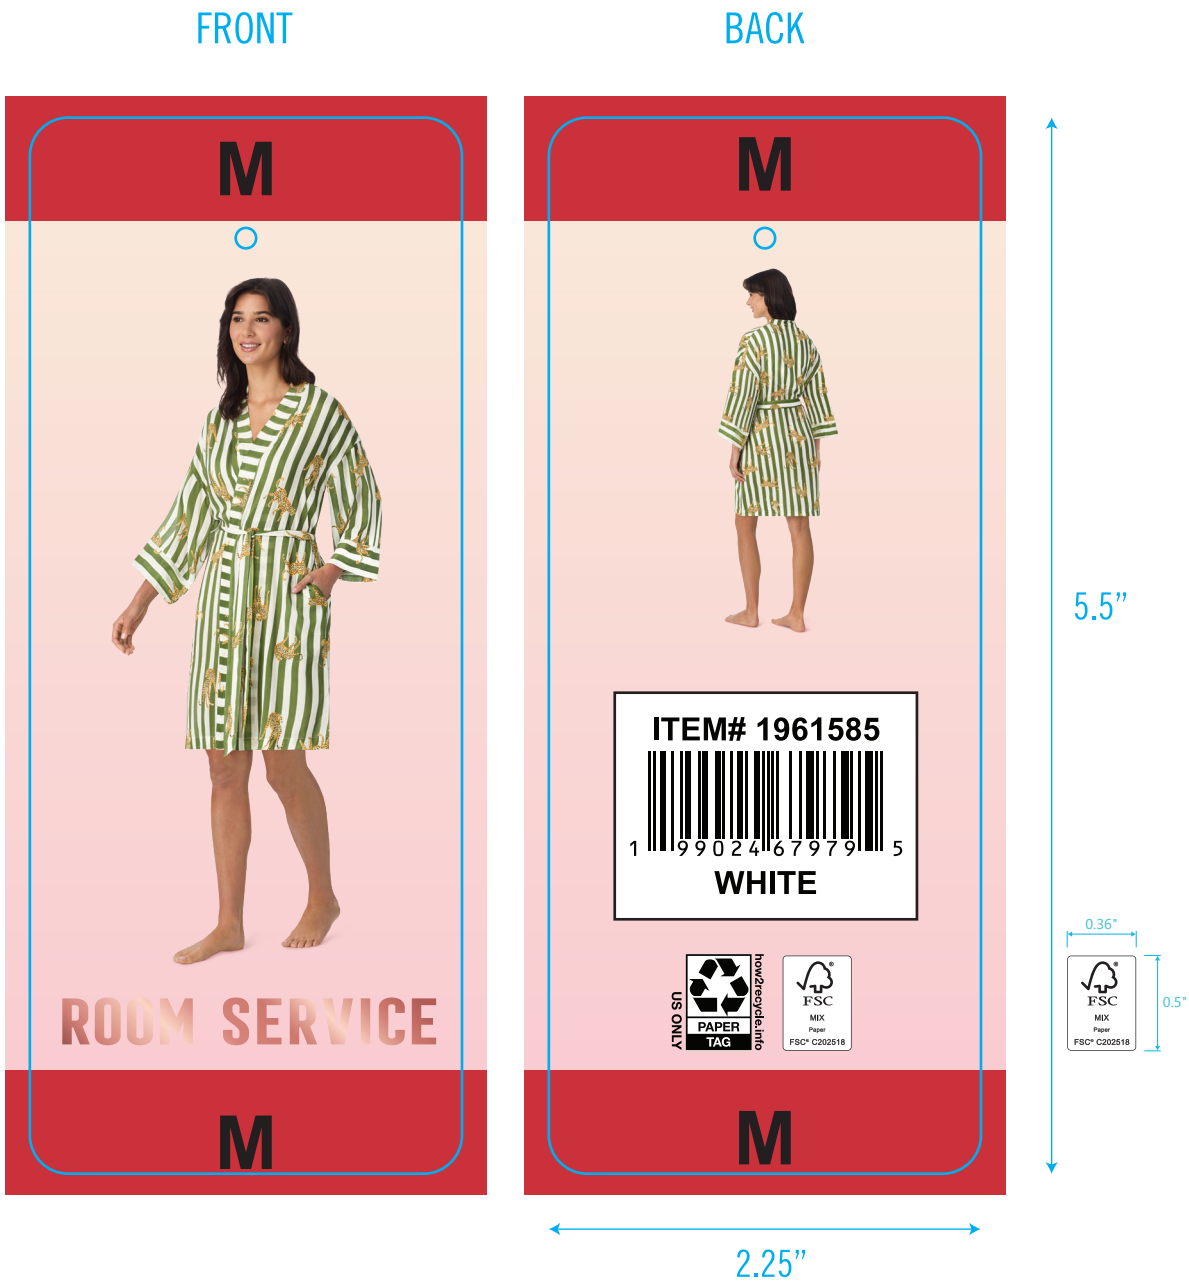 FRONT
BACK
M
M
ROOM SERVICE
M
M
ITEM# 1961585
1 99024 67979 5
WHITE
US ONLY
PAPER
TAG
how2recycle.info
®
FSC
MIX
Paper
FSC® C202518
5.5”
2.25”
0.36"
®
FSC
MIX
Paper
FSC® C202518
0.5"